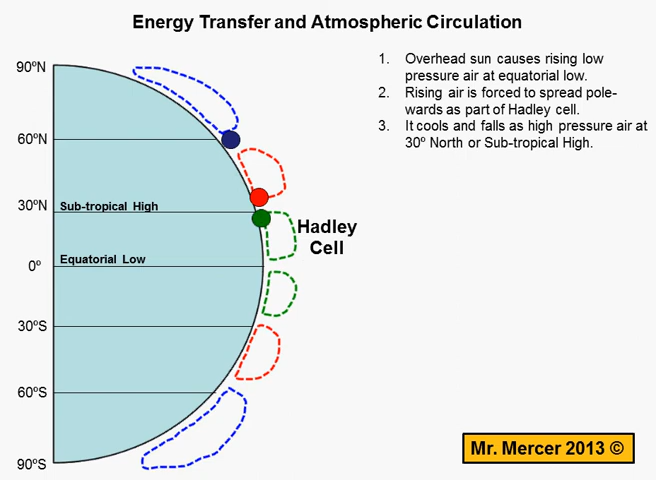 Energy Transfer and Atmospheric Circulation
1. Overhead sun causes rising low
pressure air at equatorial low.
2. Rising air is forced to spread pole-
wards as part of Hadley cell.
3. It cools and falls as high pressure air at
30º North or Sub-tropical High.
90ºN
60ºN
30ºN
Sub-tropical High
Hadley
Cell
Equatorial Low
0º
30ºS
60ºS
90ºS
Mr. Mercer 2013 ©